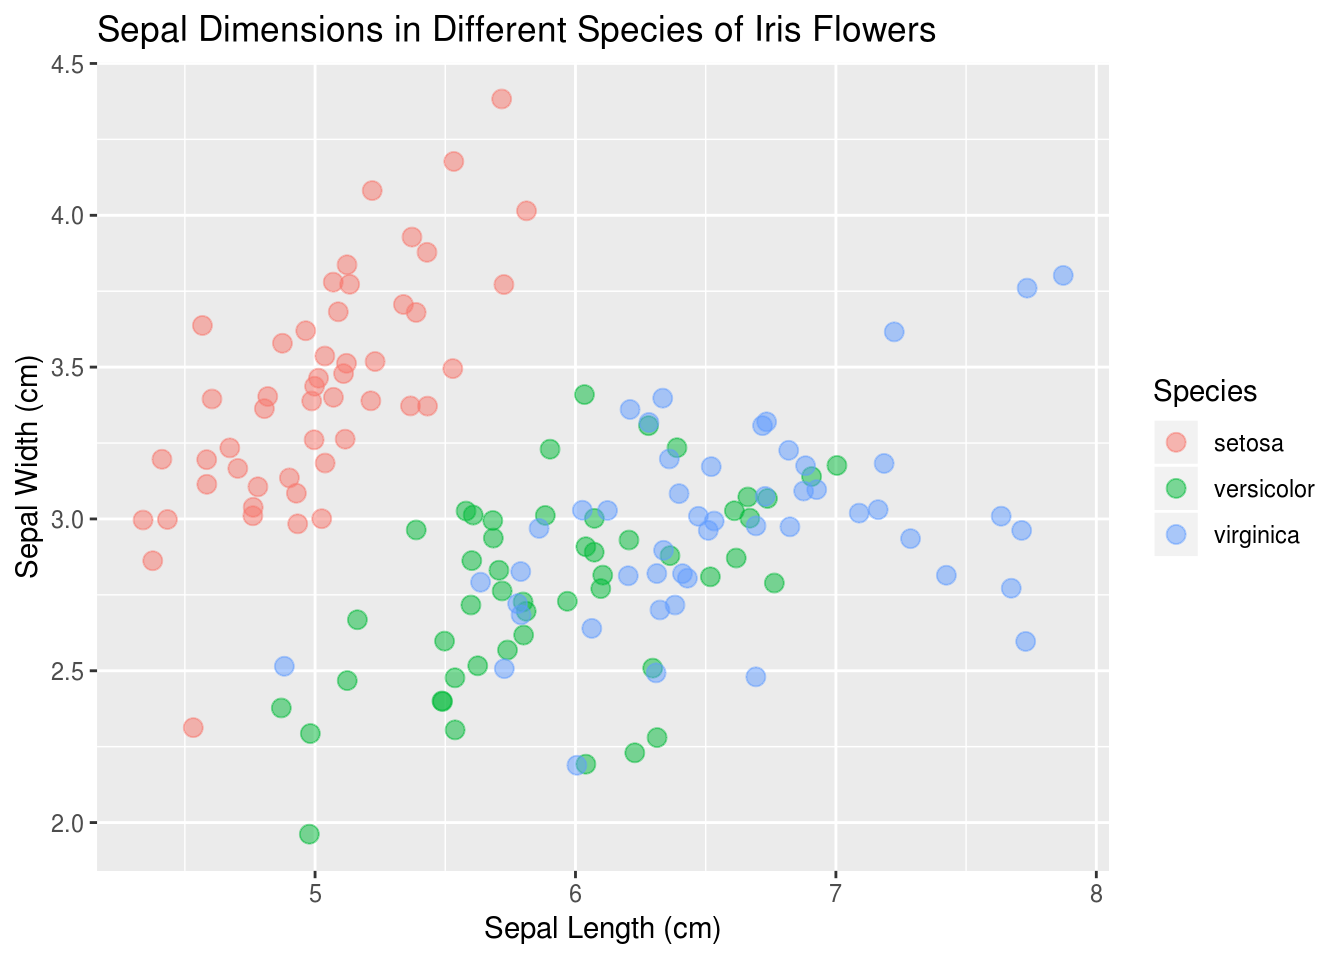 Sepal Dimensions in Different Species of Iris Flowers
4.5
4.0
3.5
3.0
2.5
2.0
Sepal Width (cm)
5 6 7 8
Sepal Length (cm)
Species
setosa
versicolor
virginica